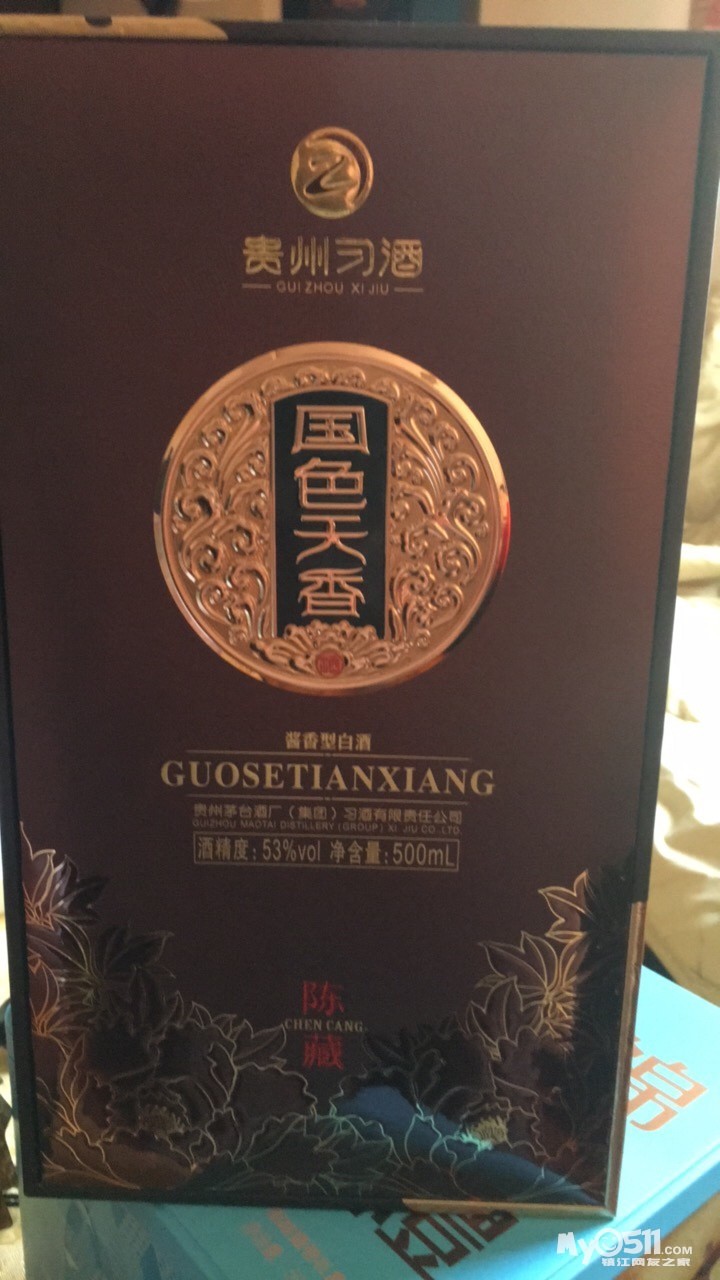 贵州习酒
GUIZHOU XI JIU
国色天香
酱香型白酒
GUOSETIANXIANG
贵州茅台酒厂（集团）习酒有限责任公司
GUIZHOU MAOTAI DISTILLERY (GROUP) XI JIU CO.,LTD.
酒精度：53%vol 净含量：500mL
陈
CHEN CANG
藏
MyO511.COM
镇江网友之家